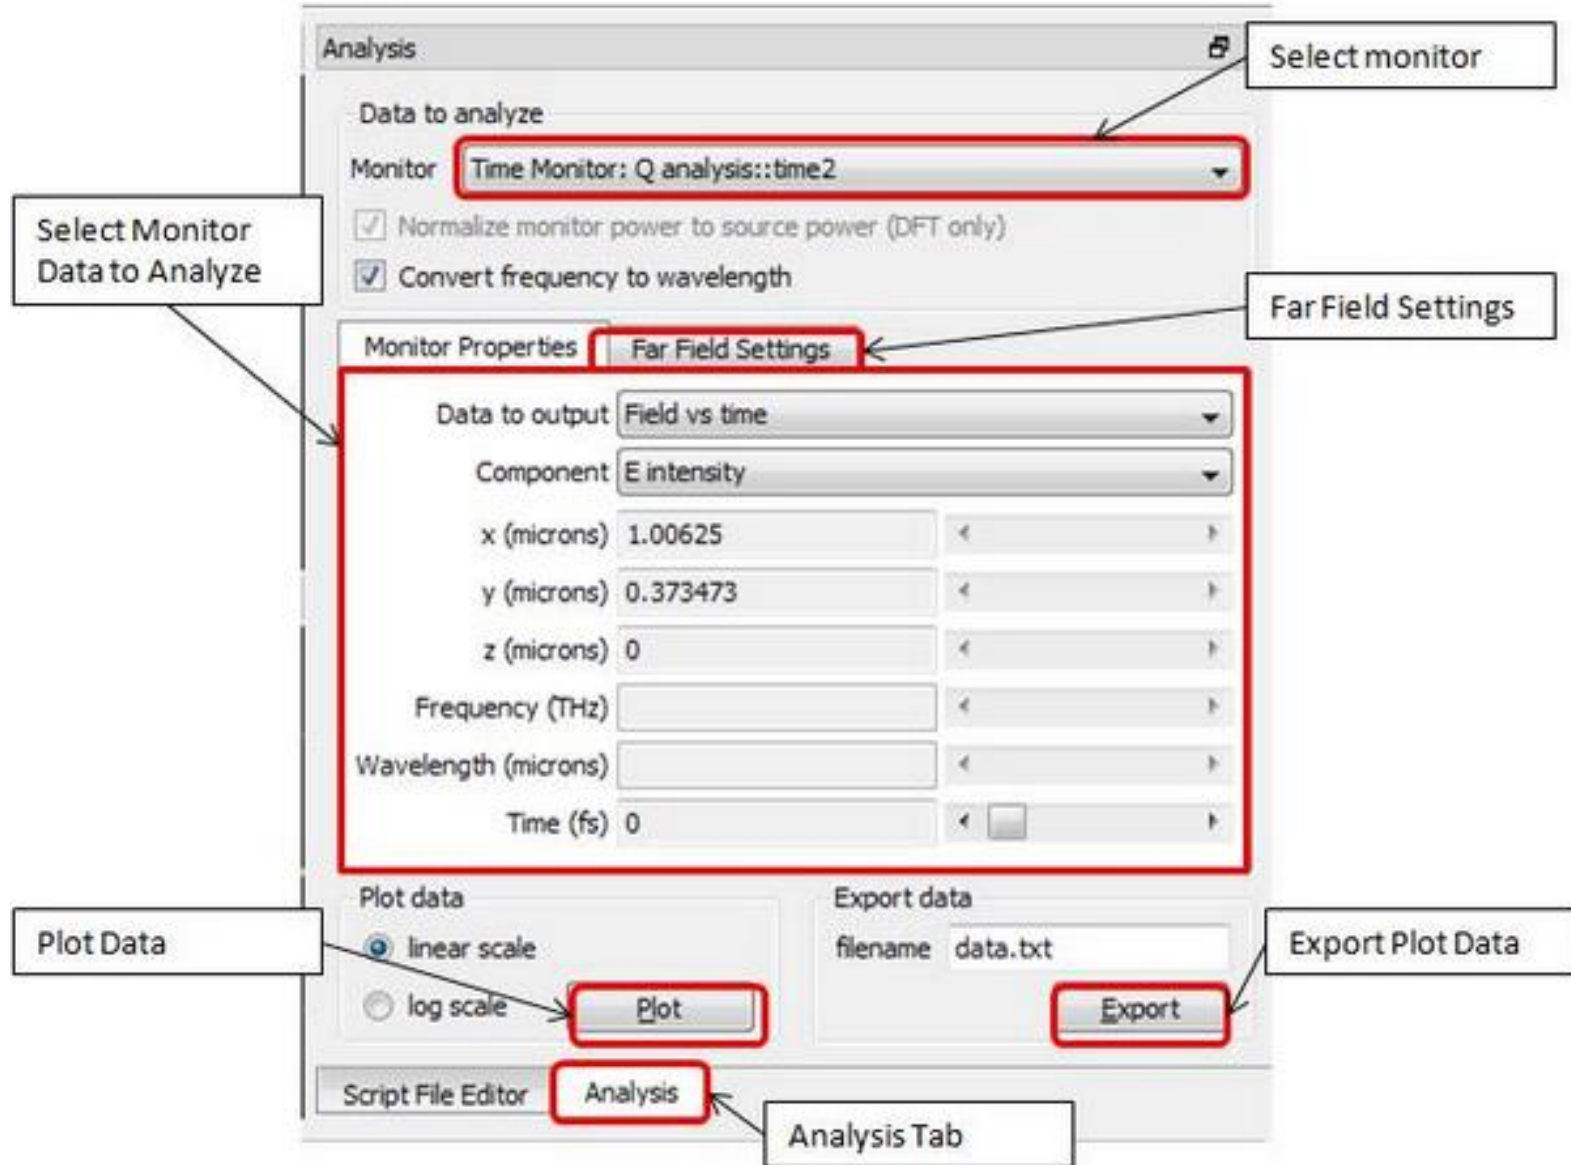 Analysis
Select monitor
Data to analyze
Monitor Time Monitor: Q analysis::time2
Select Monitor
Data to Analyze
Normalize monitor power to source power (DFT only)
Convert frequency to wavelength
Far Field Settings
Monitor Properties Far Field Settings
Data to output Field vs time
Component E intensity
x (microns) 1.00625
y (microns) 0.373473
z (microns) 0
Frequency (THz)
Wavelength (microns)
Time (fs) 0
Plot data
Export data
Plot Data
linear scale
filename data.txt
Export Plot Data
log scale Plot
Export
Script File Editor Analysis
Analysis Tab